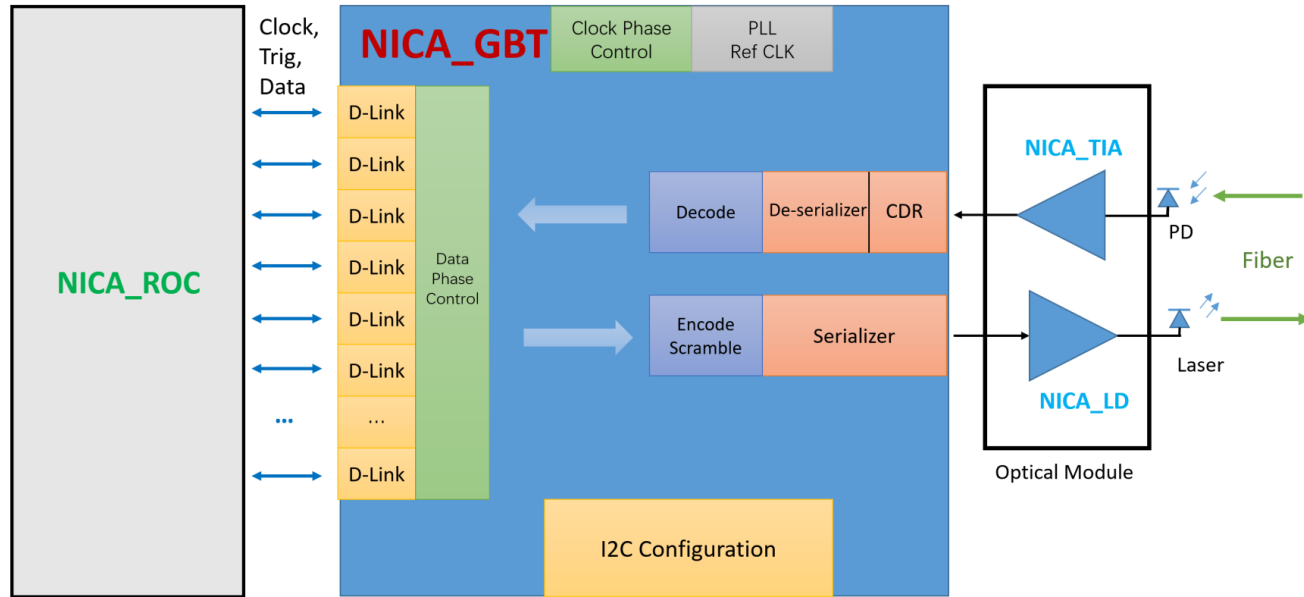 Clock,
Trig,
Data
NICA_ROC
NICA_GBT
Clock Phase
Control
PLL
Ref CLK
D-Link
D-Link
D-Link
D-Link
D-Link
D-Link
...
...
D-Link
Data
Phase
Control
Decode
De-serializer
CDR
Encode
Scramble
Serializer
I2C Configuration
NICA_TIA
NICA_LD
Optical Module
PD
Laser
Fiber